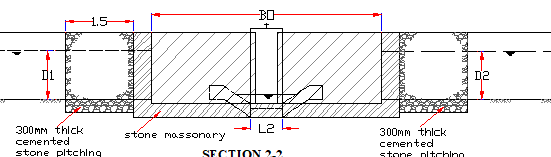 1.5
B□
D1
D2
L2
300mm thick
cemented
stone pitching
stone massonary
300mm thick
cemented
stone pitching
SECTION 2-2